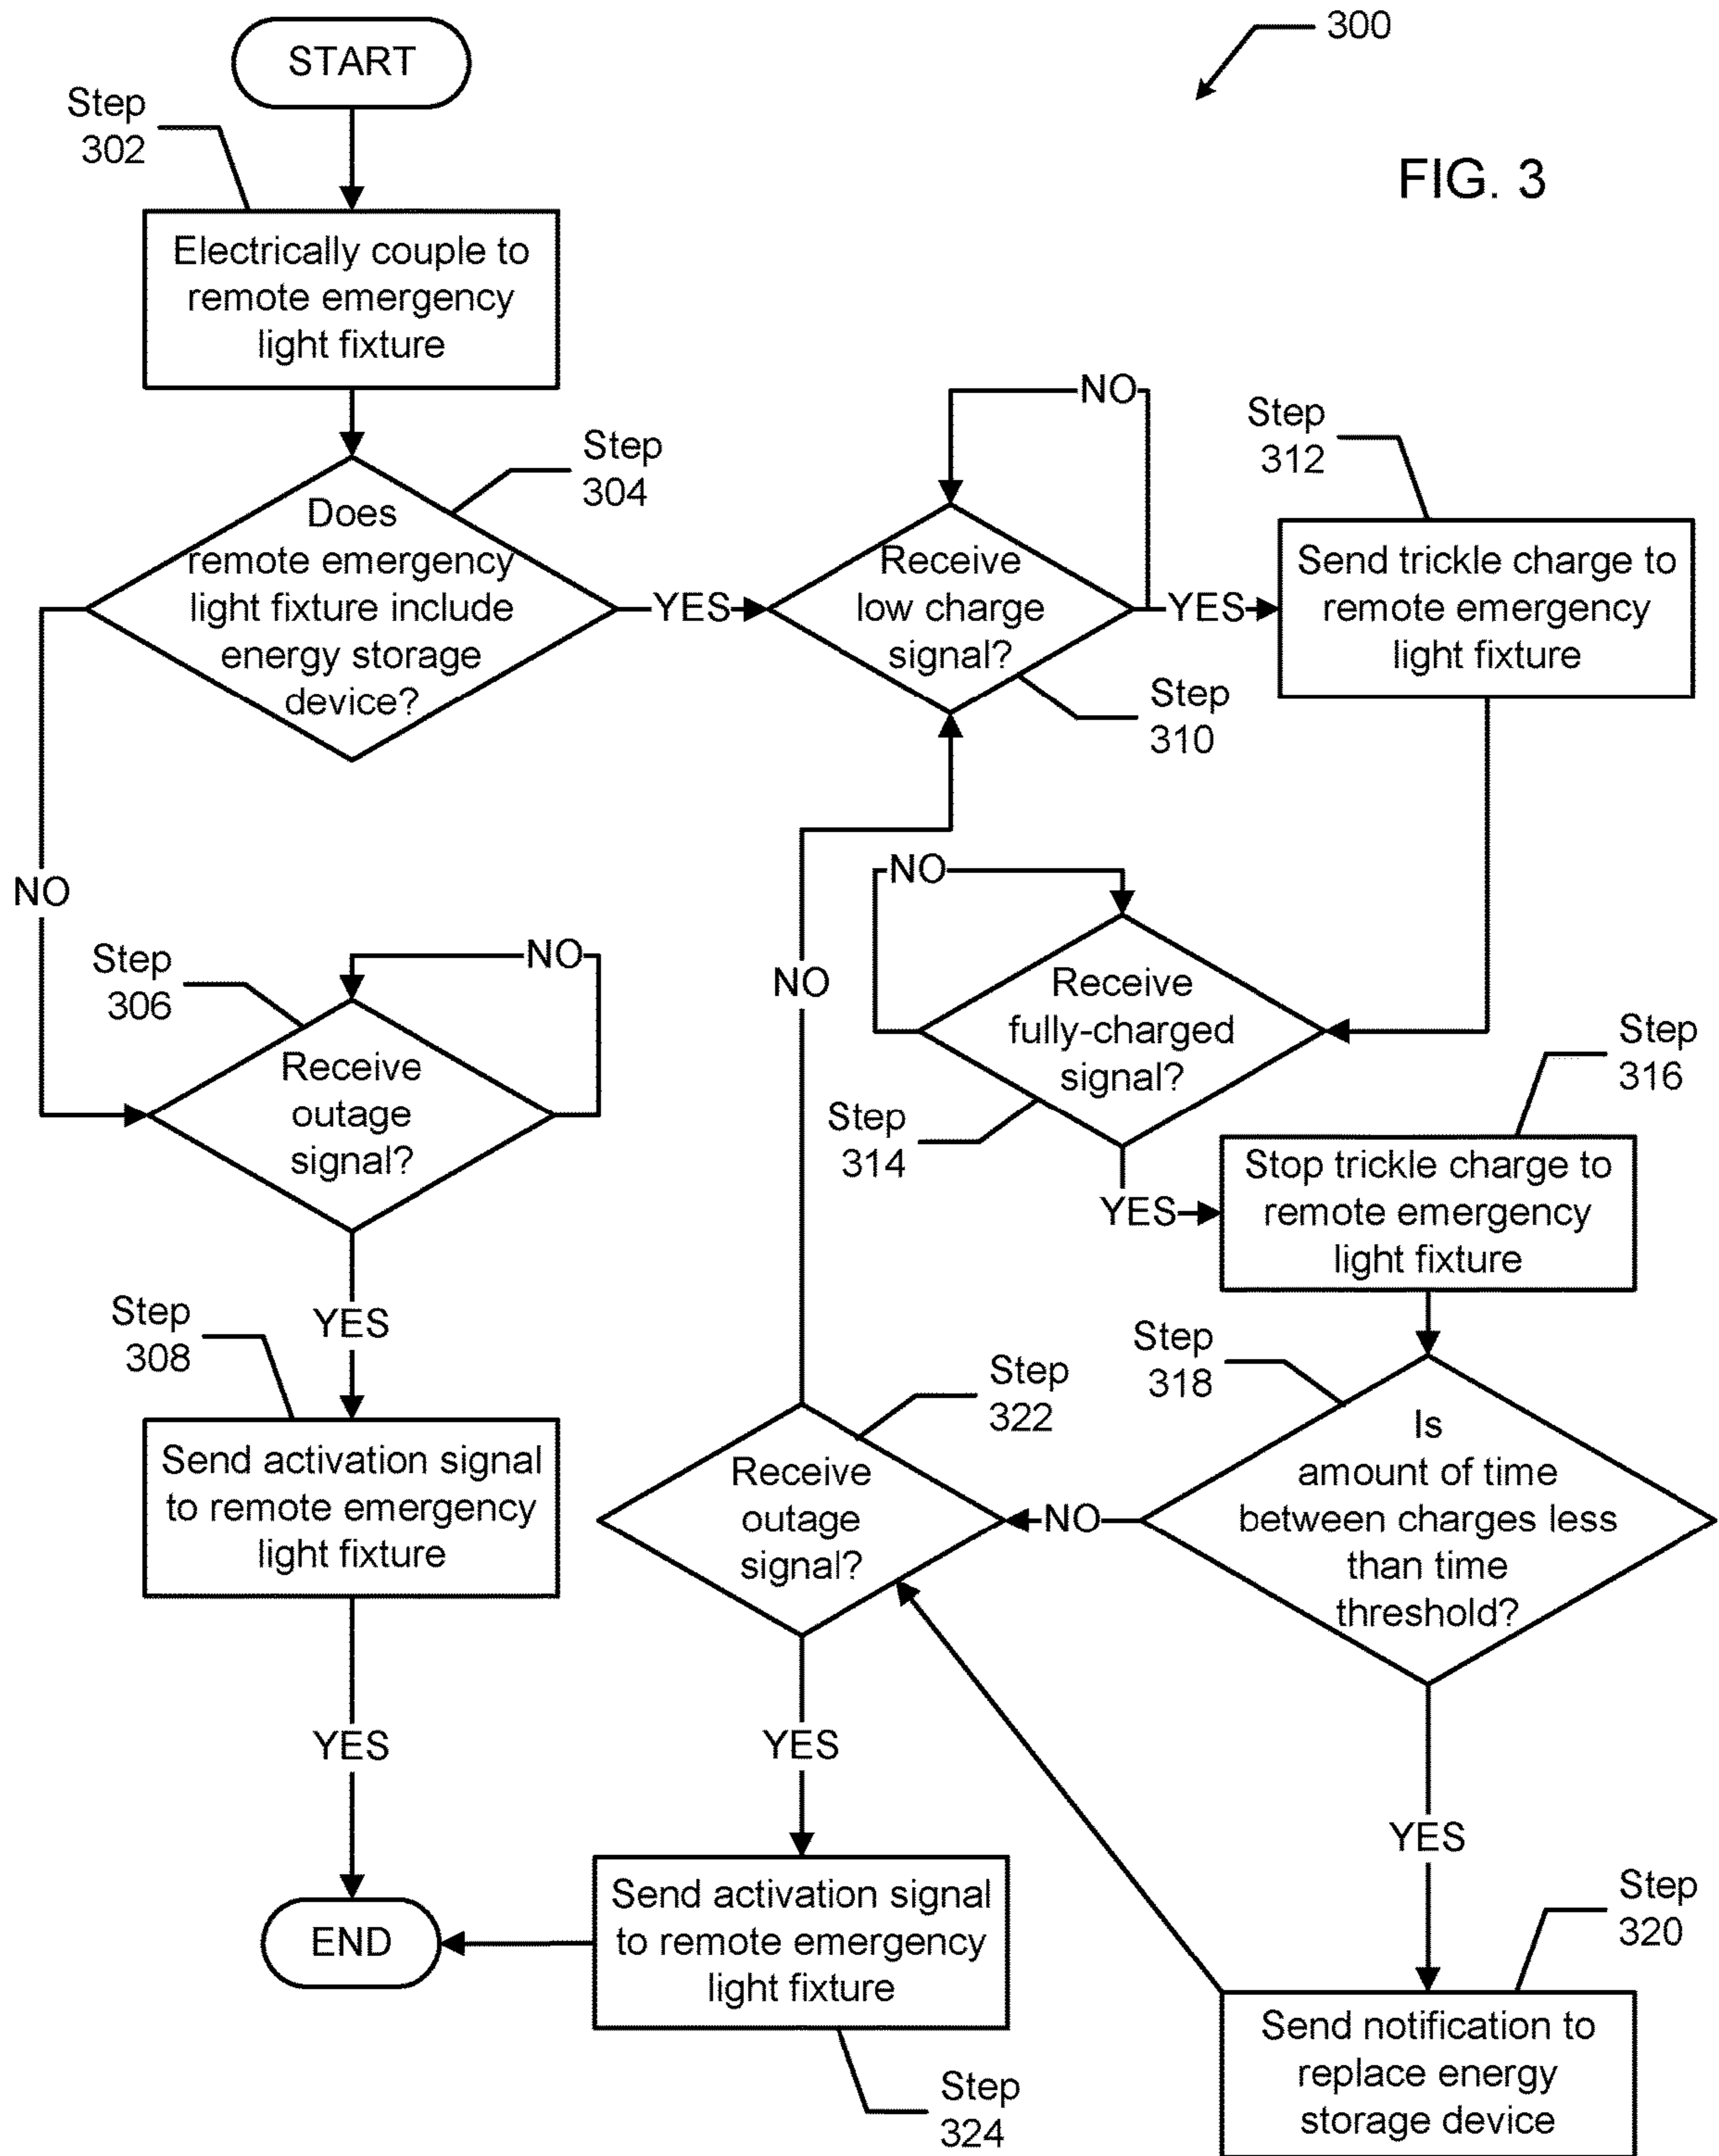 300
START
Step
302
FIG. 3
Electrically couple to
remote emergency
light fixture
Step
304
Does
remote emergency
light fixture include
energy storage
device?
YES
NO
NO
Receive
low charge
signal?
Step
310
YES
Step
312
Send trickle charge to
remote emergency
light fixture
Step
306
NO
Receive
outage
signal?
YES
Step
308
Send activation signal
to remote emergency
light fixture
YES
END
NO
NO
Receive
fully-charged
signal?
Step
314
YES
Step
316
Stop trickle charge to
remote emergency
light fixture
Step
318
Is
amount of time
between charges less
than time
threshold?
NO
YES
Step
320
Send notification to
replace energy
storage device
Step
322
Receive
outage
signal?
YES
Send activation signal
to remote emergency
light fixture
Step
324